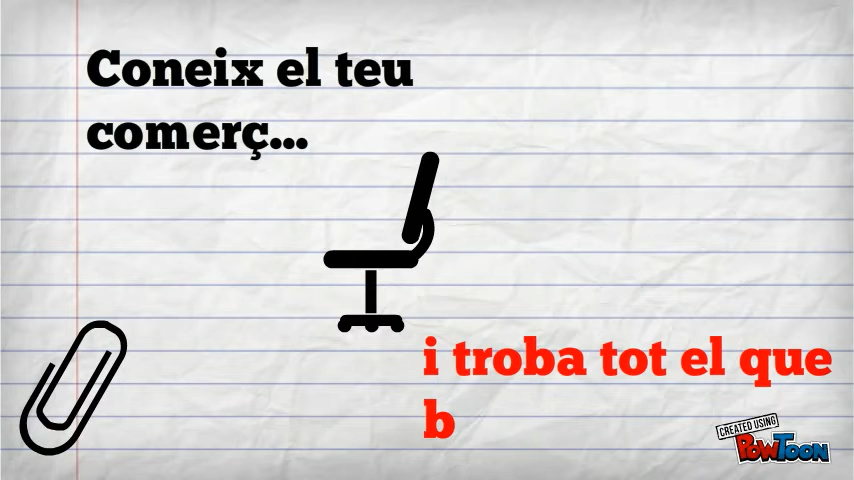 Coneix el teu
comerç...
i troba tot el que
b
CREATED USING
POWTOON